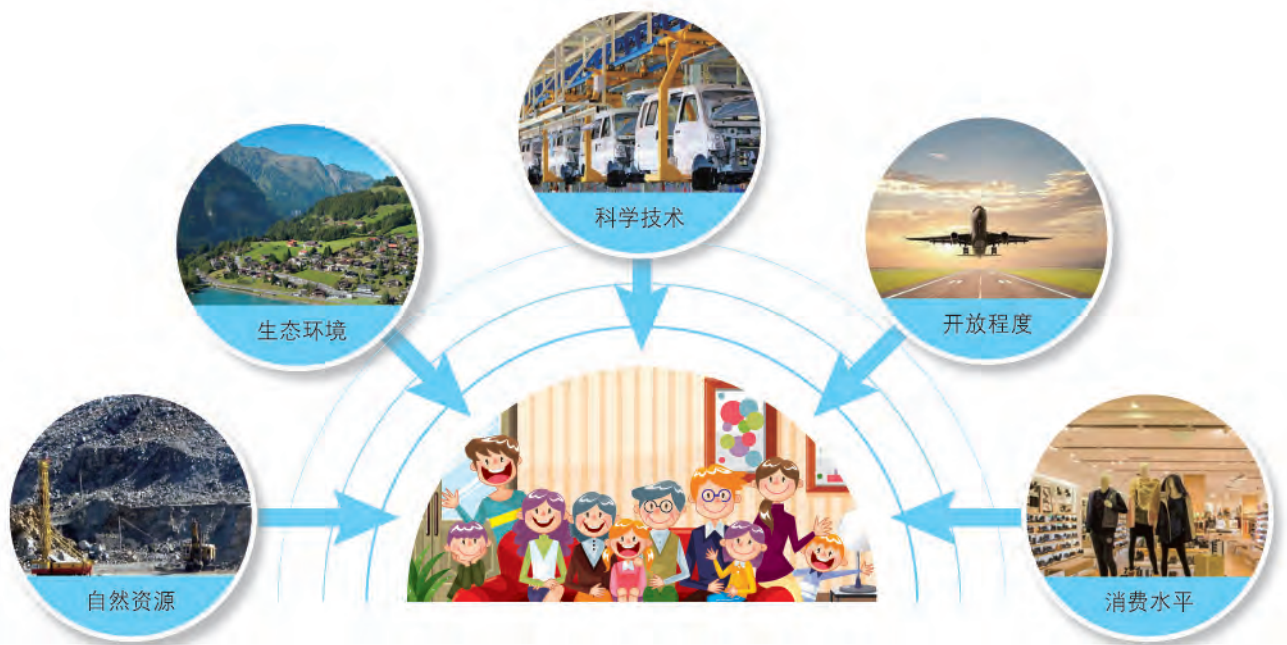 科学技术
生态环境
开放程度
自然资源
消费水平